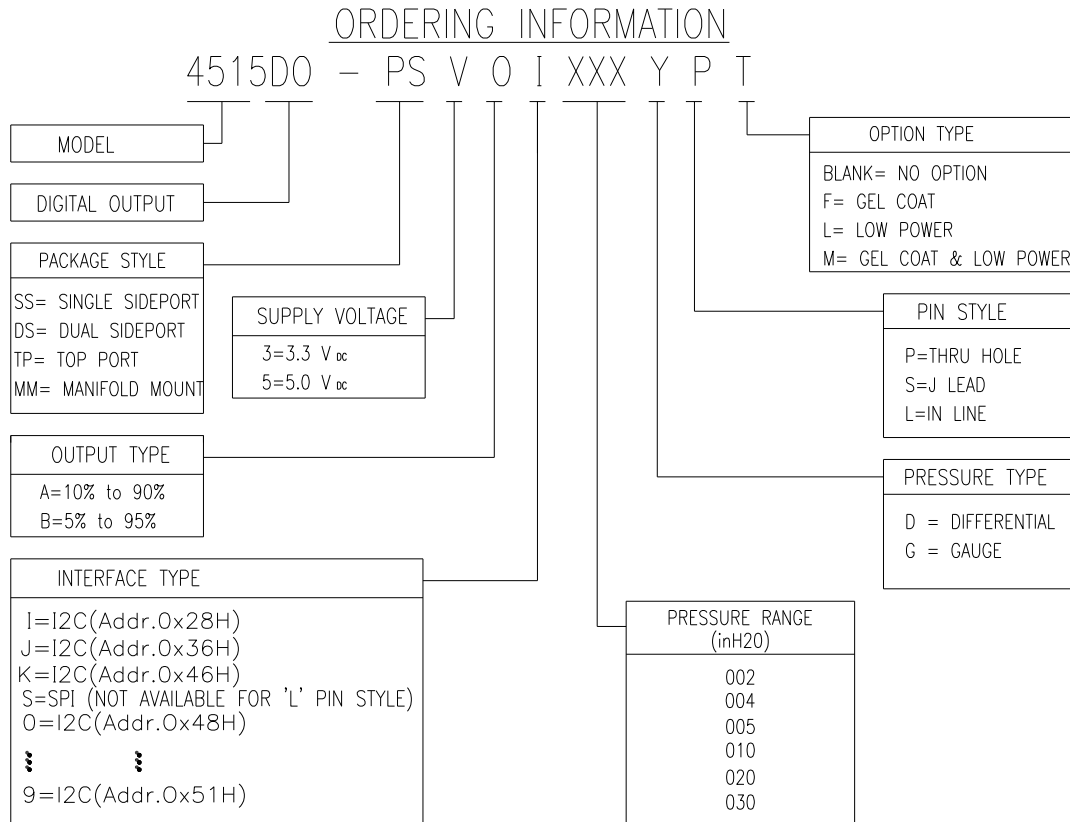 ORDERING INFORMATION
4515DO - PS V O I XXX Y P T
MODEL
DIGITAL OUTPUT
PACKAGE STYLE
SS= SINGLE SIDEPORT
DS= DUAL SIDEPORT
TP= TOP PORT
MM= MANIFOLD MOUNT
SUPPLY VOLTAGE
3=3.3 V DC
5=5.0 V DC
OUTPUT TYPE
A=10% to 90%
B=5% to 95%
INTERFACE TYPE
I=I2C(Addr.0x28H)
J=I2C(Addr.0x36H)
K=I2C(Addr.0x46H)
S=SPI (NOT AVAILABLE FOR 'L' PIN STYLE)
0=I2C(Addr.0x48H)
9=I2C(Addr.0x51H)
OPTION TYPE
BLANK= NO OPTION
F= GEL COAT
L= LOW POWER
M= GEL COAT & LOW POWER
PIN STYLE
P=THRU HOLE
S=J LEAD
L=IN LINE
PRESSURE TYPE
D = DIFFERENTIAL
G = GAUGE
PRESSURE RANGE
(inH20)
002
004
005
010
020
030